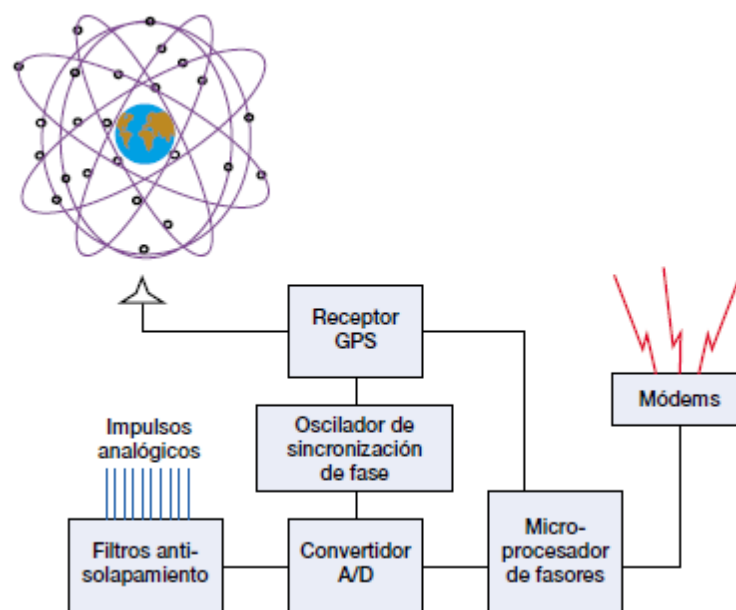 Receptor
GPS
Módems
Impulsos
analógicos
Oscilador de
sincronización
de fase
Filtros anti-
solapamiento
Convertidor
A/D
Micro-
procesador
de fasores